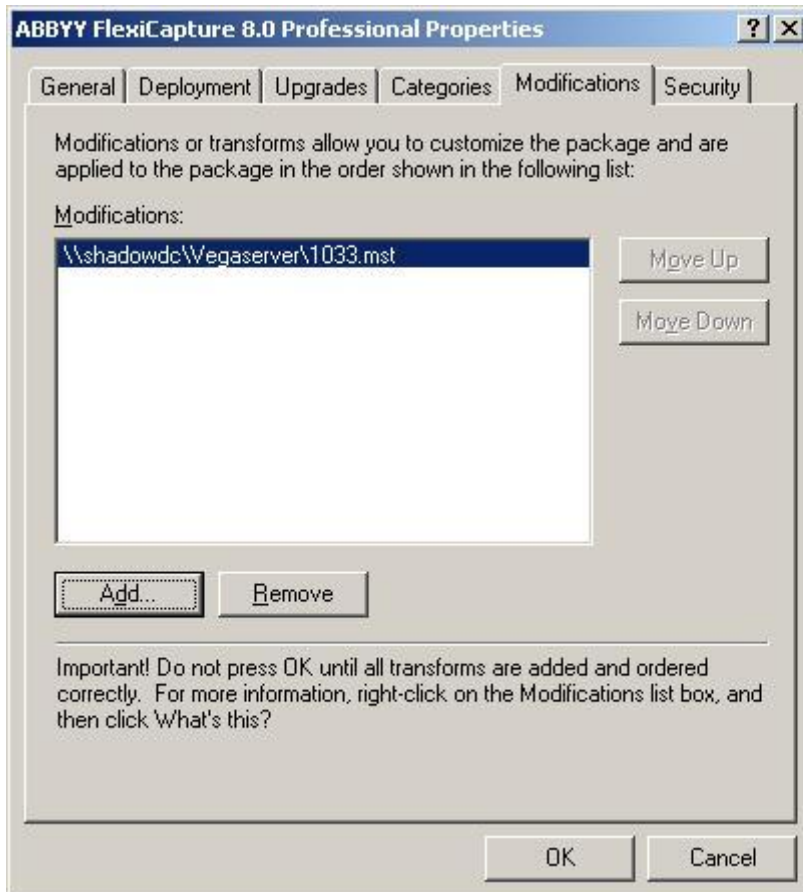 ABBYY FlexiCapture 8.0 Professional Properties
General Deployment Upgrades Categories Modifications Security
Modifications or transforms allow you to customize the package and are
applied to the package in the order shown in the following list:
Modifications:
\\shadowdc\Vegaserver\1033.mst
Move Up
Move Down
Add... Remove
Important! Do not press OK until all transforms are added and ordered
correctly. For more information, right-click on the Modifications list box, and
then click What's this?
OK Cancel